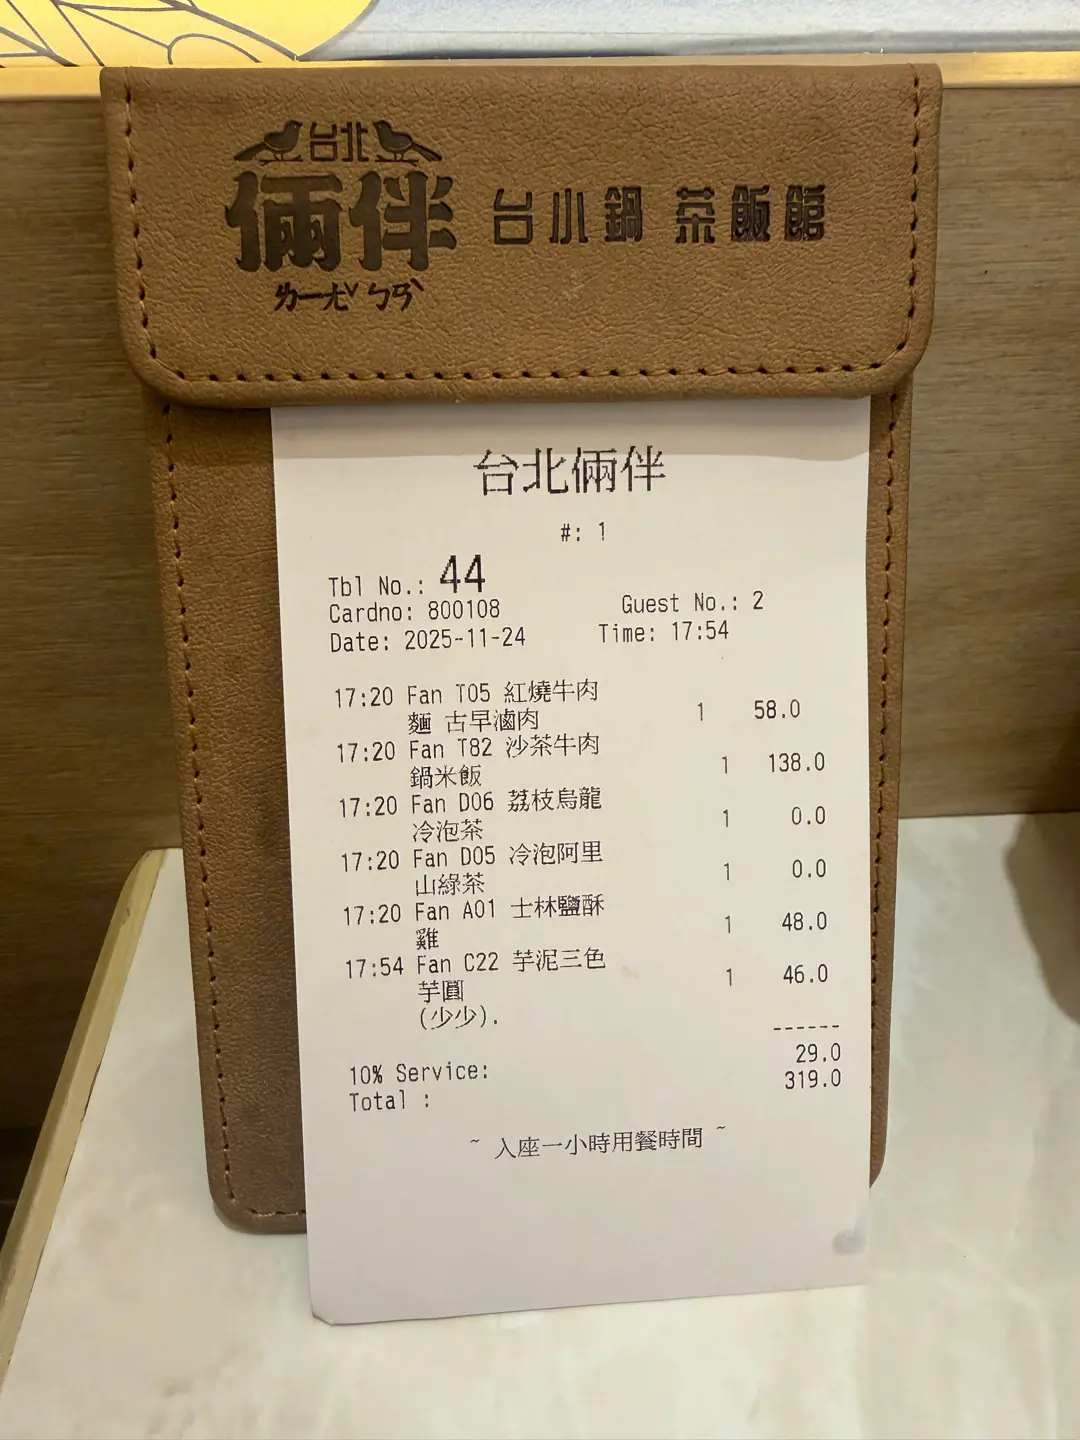 台北
倆伴
ㄌㄧㄤˇ ㄅㄢˋ
台小鍋 茶飯館
台北倆伴
#: 1
Tbl No.: 44
Cardno: 800108 Guest No.: 2
Date: 2025-11-24 Time: 17:54
17:20 Fan T05 紅燒牛肉
麵 古早滷肉 1 58.0
17:20 Fan T82 沙茶牛肉
鍋米飯 1 138.0
17:20 Fan D06 荔枝烏龍
冷泡茶 1 0.0
17:20 Fan D05 冷泡阿里
山綠茶 1 0.0
17:20 Fan A01 士林鹽酥
雞 1 48.0
17:54 Fan C22 芋泥三色
芋圓 1 46.0
(少少).
------
10% Service: 29.0
Total : 319.0
~ 入座一小時用餐時間 ~